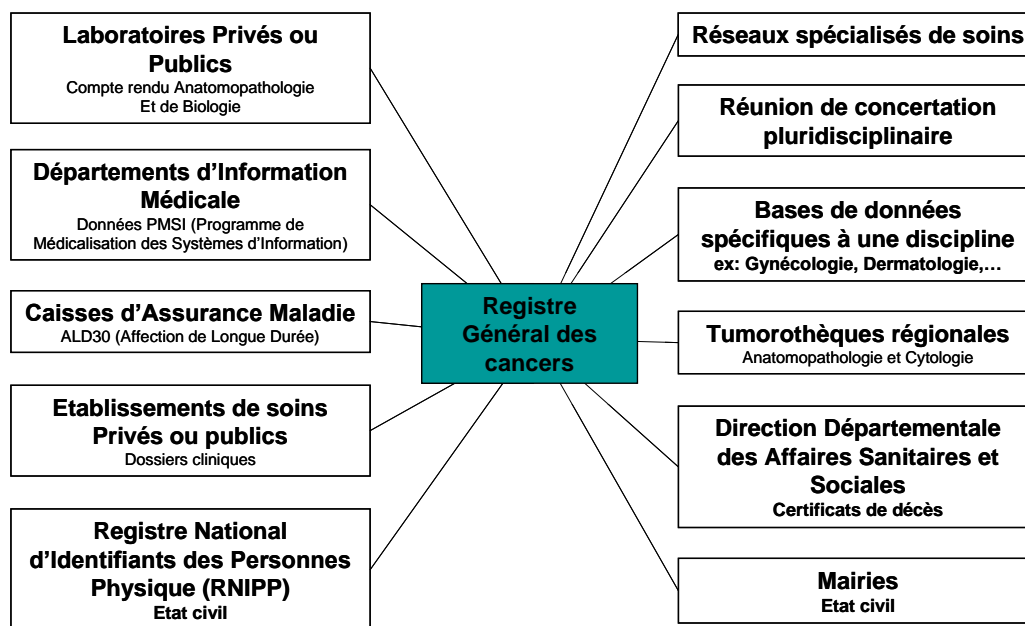 Laboratoires Privés ou
Publics
Compte rendu Anatomopathologie
Et de Biologie
Départements d’Information
Médicale
Données PMSI (Programme de
Médicalisation des Systèmes d’Information)
Caisses d’Assurance Maladie
ALD30 (Affection de Longue Durée)
Etablissements de soins
Privés ou publics
Dossiers cliniques
Registre National
d’Identifiants des Personnes
Physique (RNIPP)
Etat civil
Registre
Général des
cancers
Réseaux spécialisés de soins
Réunion de concertation
pluridisciplinaire
Bases de données
spécifiques à une discipline
ex: Gynécologie, Dermatologie,…
Tumorothèques régionales
Anatomopathologie et Cytologie
Direction Départementale
des Affaires Sanitaires et
Sociales
Certificats de décès
Mairies
Etat civil